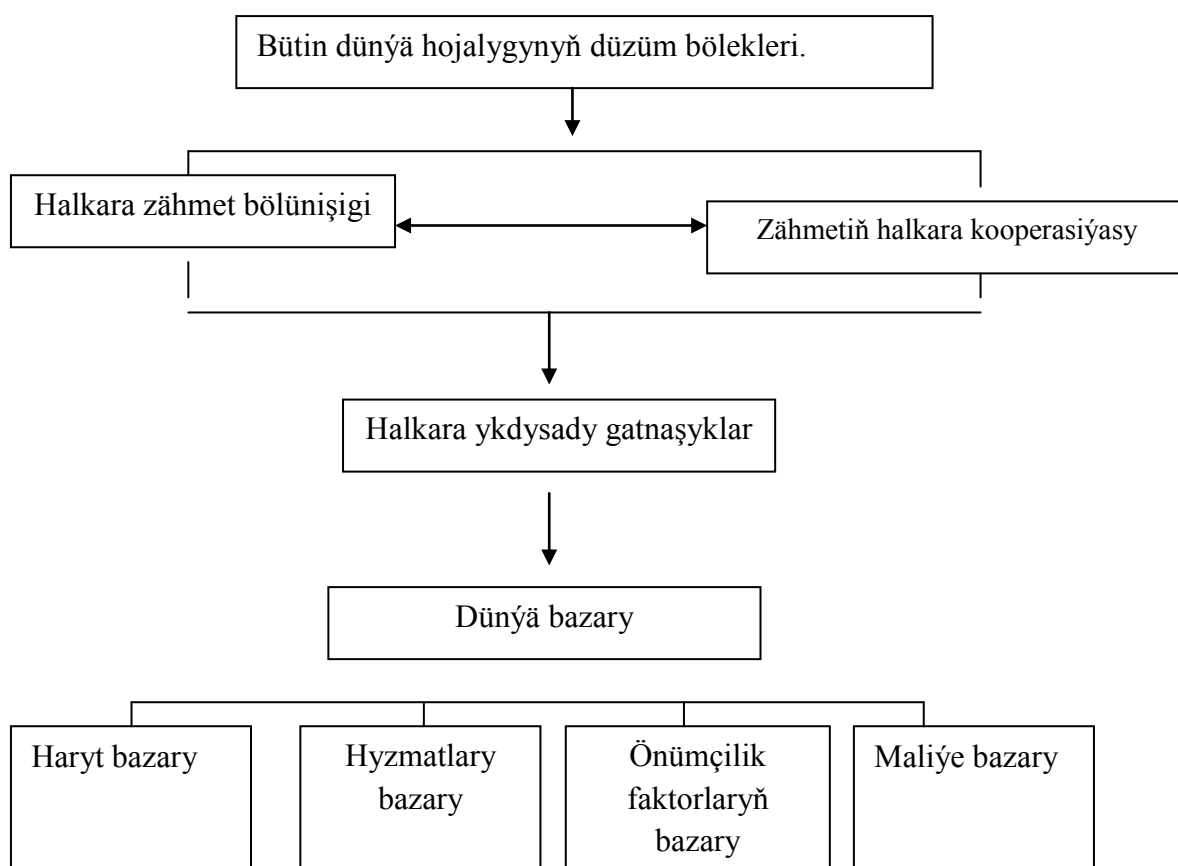 Bütin dünýä hojalygynyň düzüm bölekleri.
Halkara zähmet bölünişigi
Zähmetiň halkara kooperasiýasy
Halkara ykdysady gatnaşyklar
Dünýä bazary
Haryt bazary
Hyzmatlary
bazary
Önümçilik
faktorlaryň
bazary
Maliýe bazary